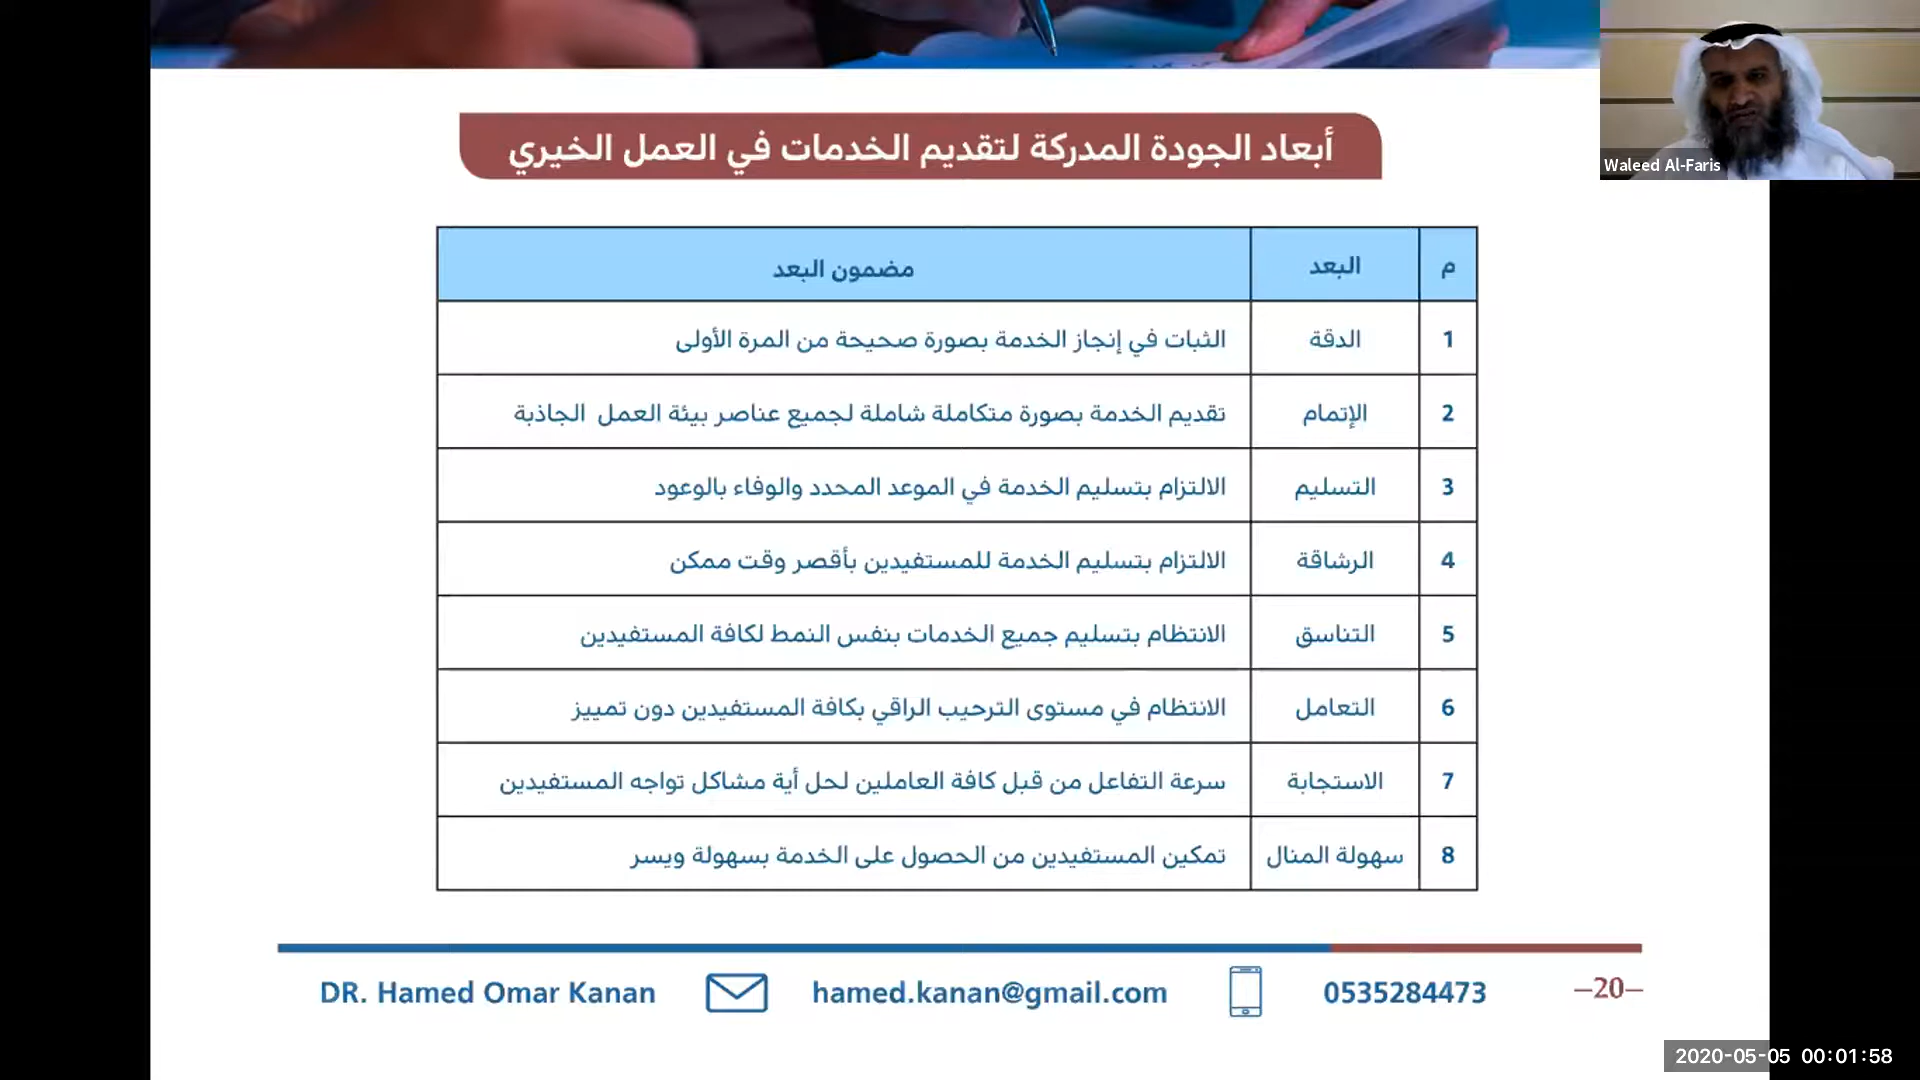 أبعاد الجودة المدركة لتقديم الخدمات في العمل الخيري
Waleed Al-Faris
م البعد مضمون البعد
1 الدقة الثبات في إنجاز الخدمة بصورة صحيحة من المرة الأولى
2 الإتمام تقديم الخدمة بصورة متكاملة شاملة لجميع عناصر بيئة العمل الجاذبة
3 التسليم الالتزام بتسليم الخدمة في الموعد المحدد والوفاء بالوعود
4 الرشاقة الالتزام بتسليم الخدمة للمستفيدين بأقصر وقت ممكن
5 التناسق الانتظام بتسليم جميع الخدمات بنفس النمط لكافة المستفيدين
6 التعامل الانتظام في مستوى الترحيب الراقي بكافة المستفيدين دون تمييز
7 الاستجابة سرعة التفاعل من قبل كافة العاملين لحل أية مشاكل تواجه المستفيدين
8 سهولة المنال تمكين المستفيدين من الحصول على الخدمة بسهولة ويسر
DR. Hamed Omar Kanan hamed.kanan@gmail.com 0535284473 –20–
2020-05-05 00:01:58